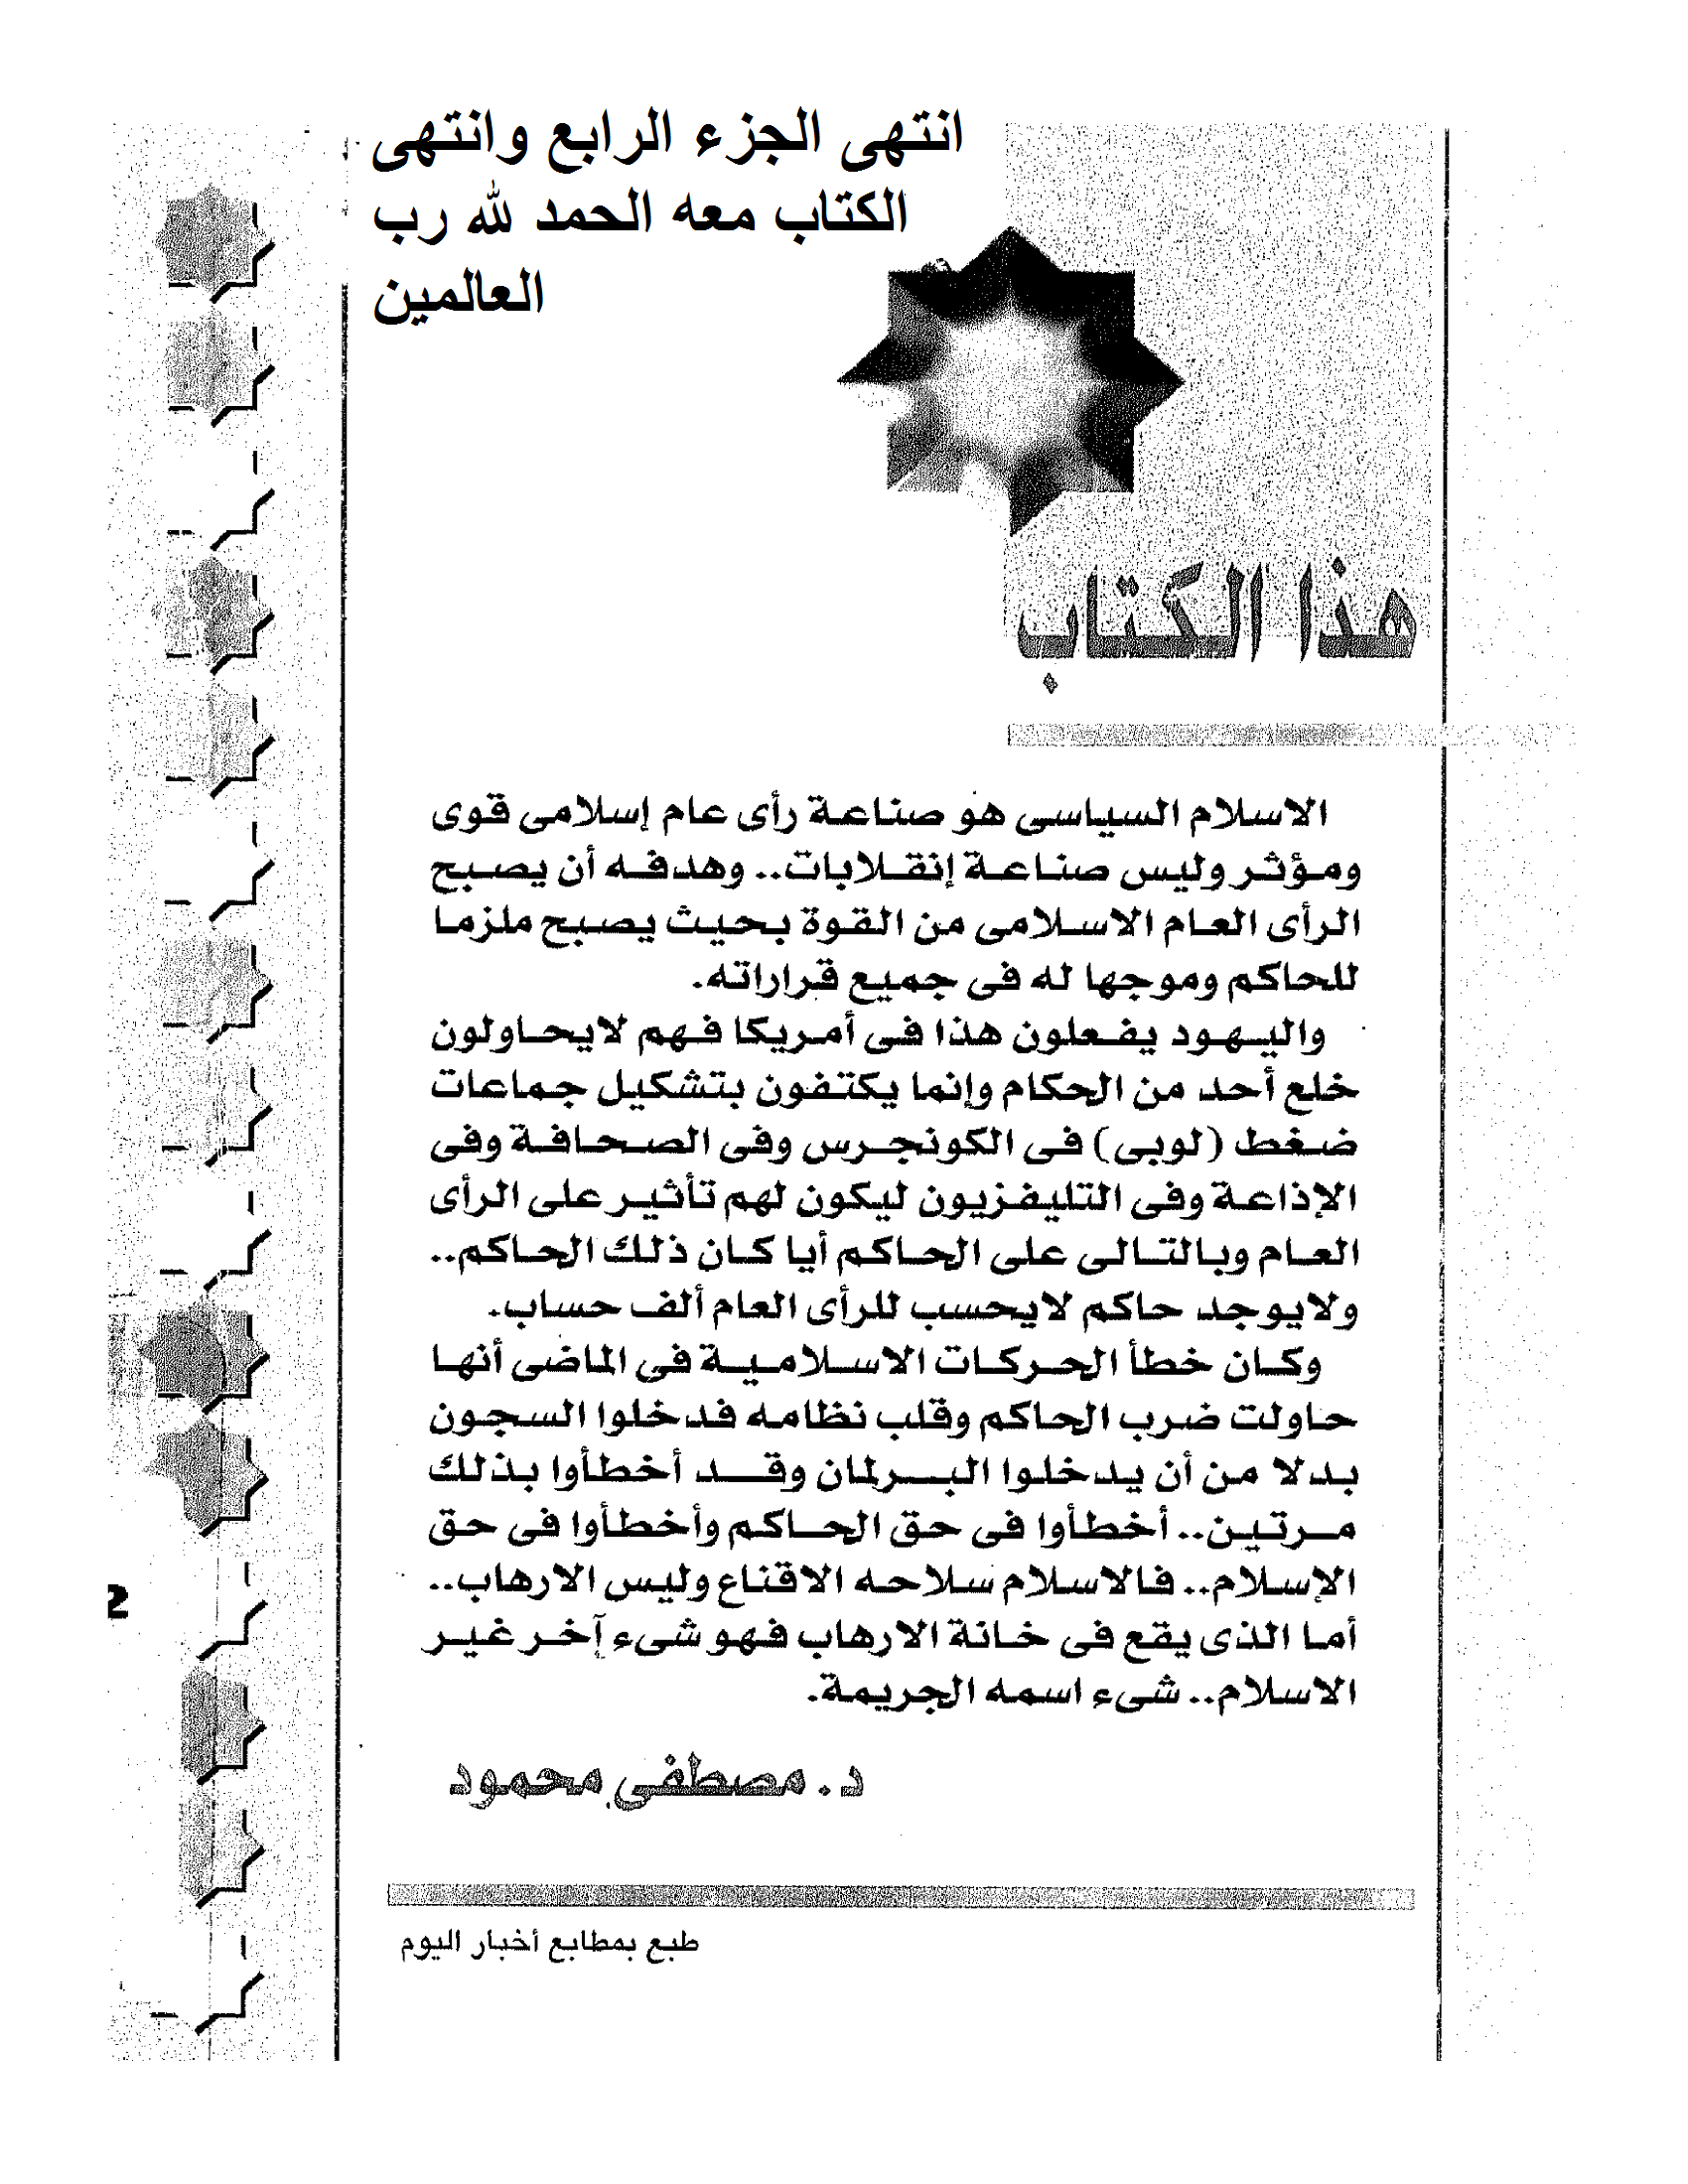 انتهى الجزء الرابع وانتهى
الكتاب معه الحمد لله رب
العالمين
هذا الكتاب
الاسلام السياسى هو صناعة رأى عام إسلامى قوى
ومؤثر وليس صناعة إنقلابات.. وهدفه أن يصبح
الرأى العام الاسلامى من القوة بحيث يصبح ملزما
للحاكم وموجها له فى جميع قراراته.
واليهود يفعلون هذا فى أمريكا فهم لايحاولون
خلع أحد من الحكام وإنما يكتفون بتشكيل جماعات
ضغط (لوبى) فى الكونجرس وفى الصحافة وفى
الإذاعة وفى التليفزيون ليكون لهم تأثير على الرأى
العام وبالتالى على الحاكم أيا كان ذلك الحاكم..
ولايوجد حاكم لايحسب للرأى العام ألف حساب.
وكان خطأ الحركات الاسلامية فى الماضى أنها
حاولت ضرب الحاكم وقلب نظامه فدخلوا السجون
بدلا من أن يدخلوا البرلمان وقد أخطأوا بذلك
مرتين.. أخطأوا فى حق الحاكم وأخطأوا فى حق
الإسلام.. فالاسلام سلاحه الاقناع وليس الارهاب..
أما الذى يقع فى خانة الارهاب فهو شىء آخر غير
الاسلام.. شىء اسمه الجريمة.
د. مصطفى محمود
طبع بمطابع أخبار اليوم
2